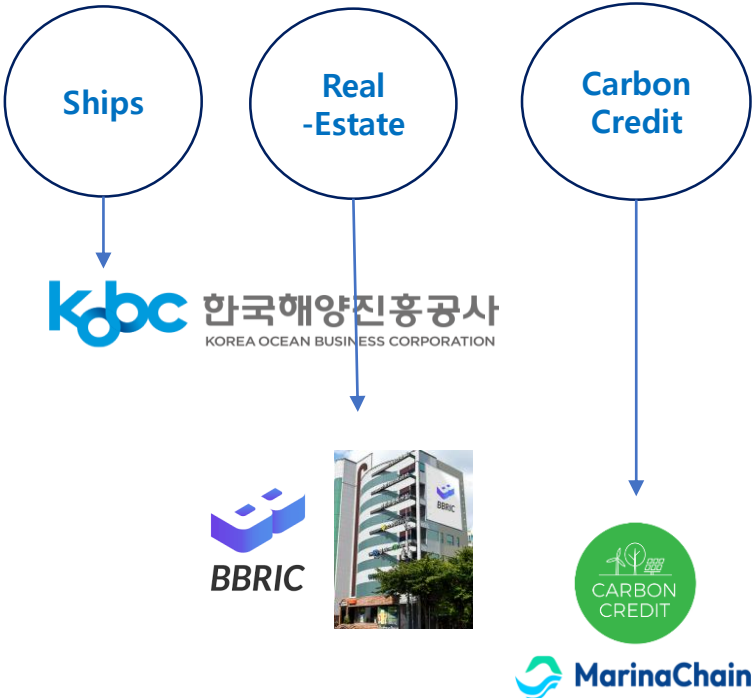 Ships
Real
-Estate
Carbon
Credit
kobc 한국해양진흥공사
KOREA OCEAN BUSINESS CORPORATION
BBRIC
BBRIC
CARBON
CREDIT
MarinaChain